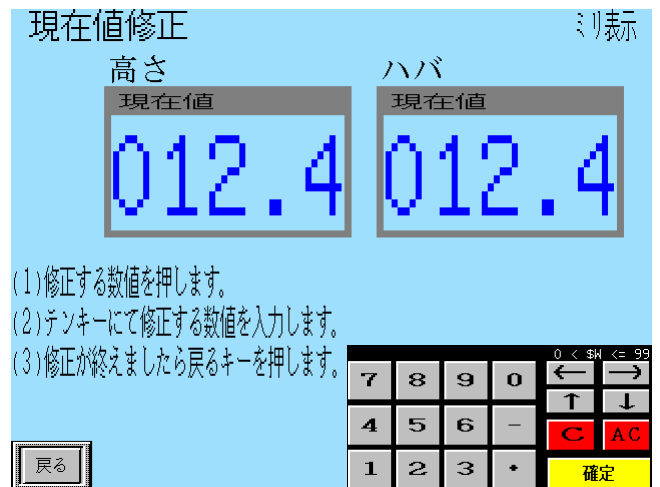 現在値修正 ミリ表示
高さ ハバ
現在値 現在値
012.4 012.4
(1)修正する数値を押します。
(2)テンキーにて修正する数値を入力します。
(3)修正が終えましたら戻るキーを押します。
0 < $W <= 99
7 8 9 0 ← →
↑ ↓
4 5 6 - C AC
1 2 3 ・ 確定
戻る